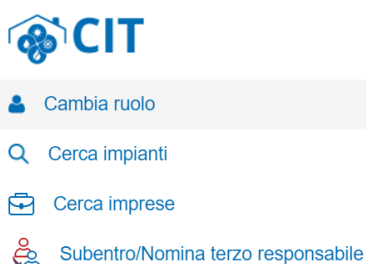 CIT
Cambia ruolo
Cerca impianti
Cerca imprese
Subentro/Nomina terzo responsabile